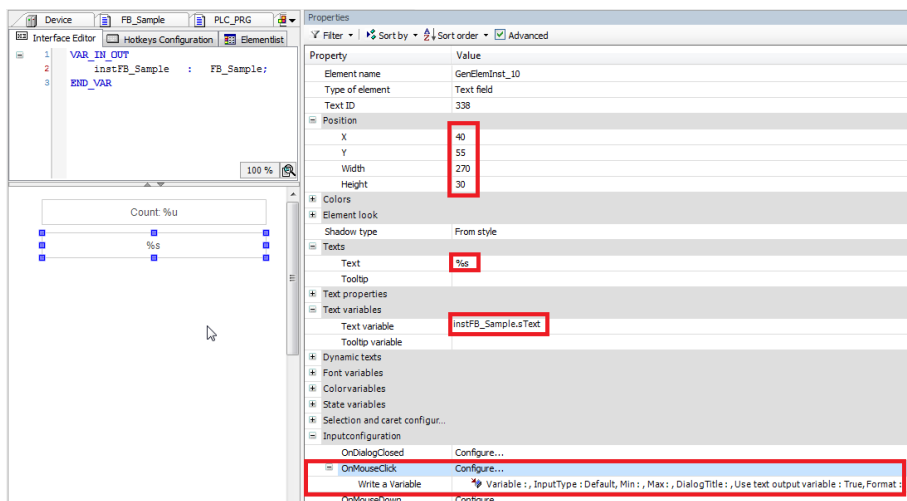 Device FB_Sample PLC_PRG
Interface Editor Hotkeys Configuration Elementlist
1 VAR_IN_OUT
2 instFB_Sample : FB_Sample;
3 END_VAR
100 %
Count: %u
%s
Properties
Filter Sort by Sort order Advanced
Property Value
Element name GenElemInst_10
Type of element Text field
Text ID 338
Position
X 40
Y 55
Width 270
Height 30
Colors
Element look
Shadow type From style
Texts
Text %s
Tooltip
Text properties
Text variables
Text variable instFB_Sample.sText
Tooltip variable
Dynamic texts
Font variables
Colorvariables
State variables
Selection and caret configur...
Inputconfiguration
OnDialogClosed Configure...
OnMouseClick Configure...
Write a Variable Variable : , InputType : Default, Min : , Max : , DialogTitle : , Use text output variable : True, Format :
OnMouseDown Configure...